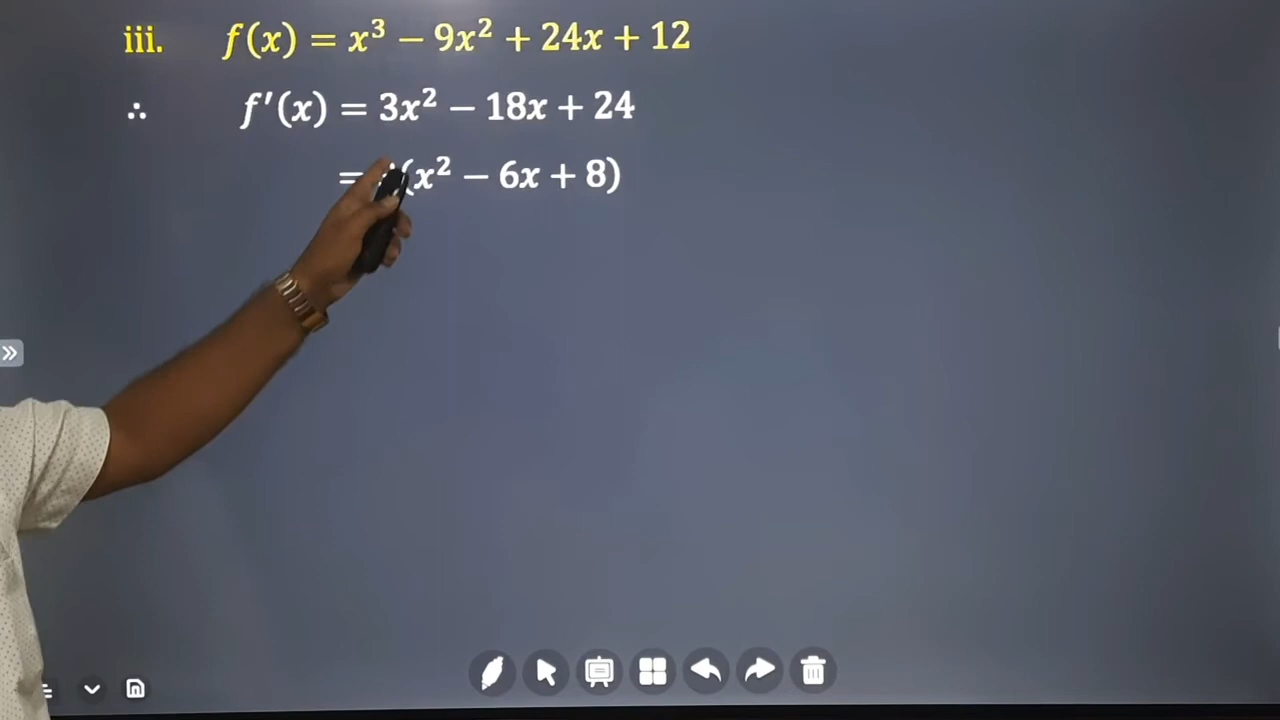 iii. f(x) = x³ − 9x² + 24x + 12
∴ f'(x) = 3x² − 18x + 24
= (x² − 6x + 8)